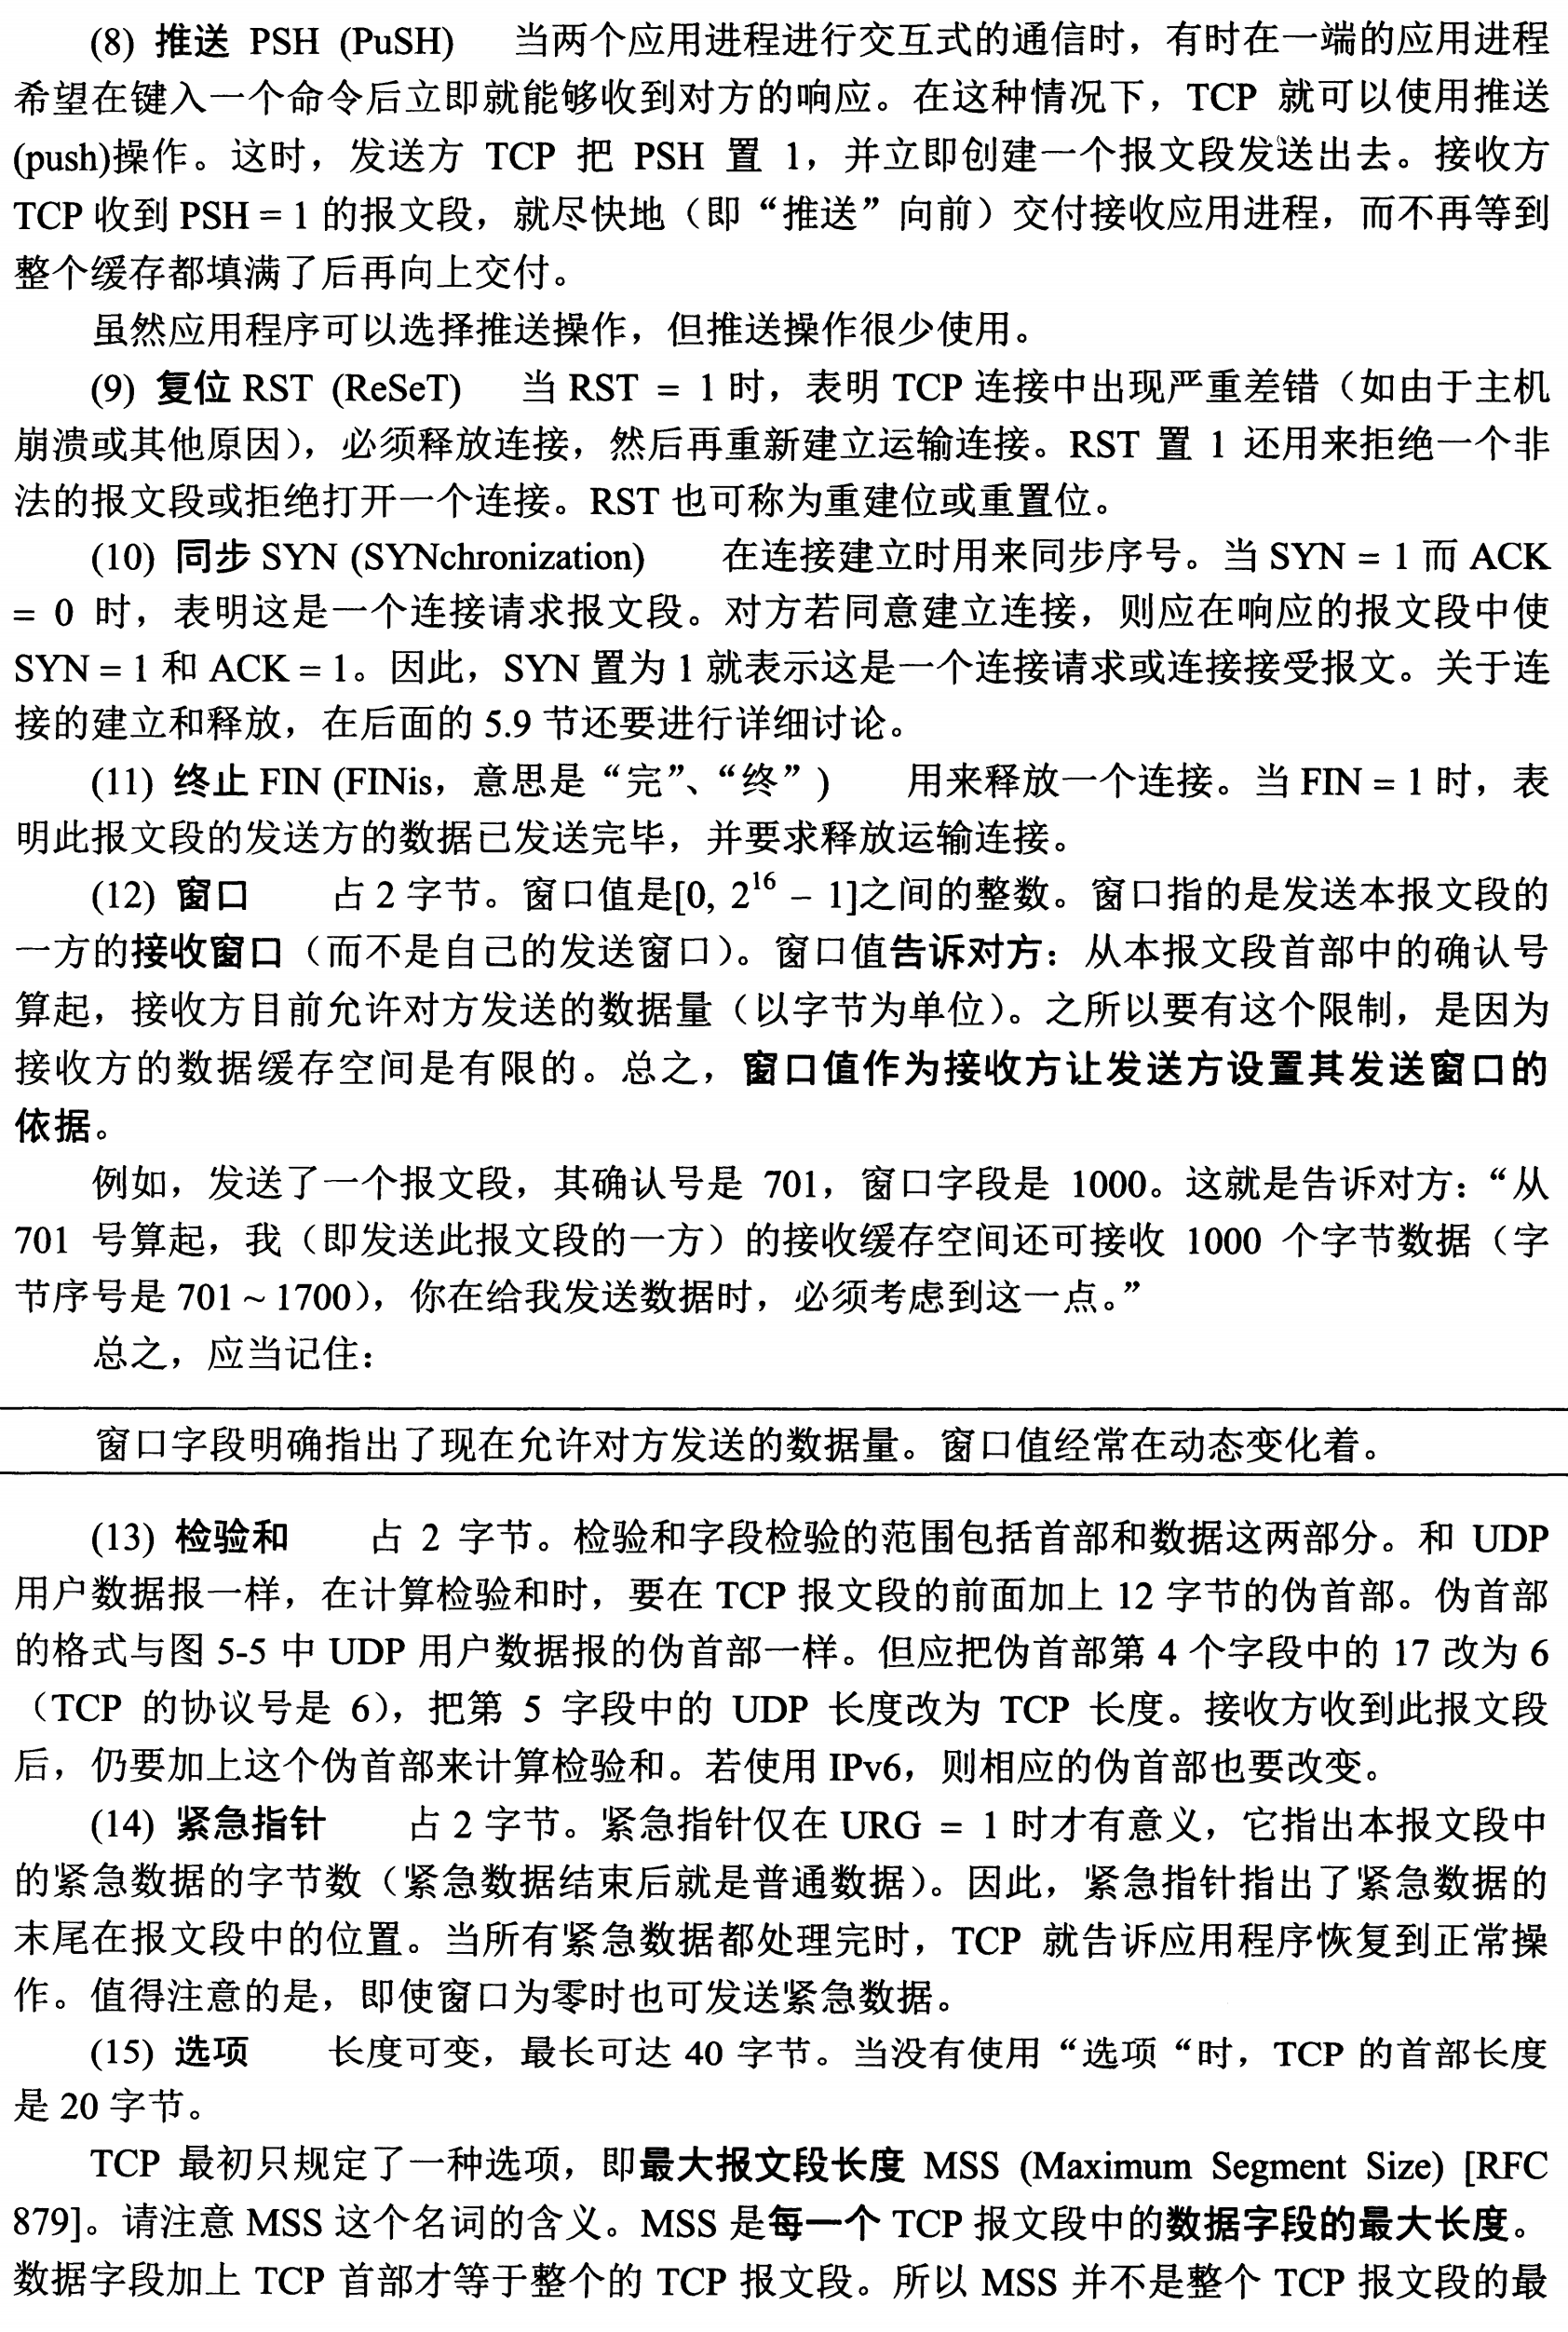 (8) 推送 PSH (PuSH) 当两个应用进程进行交互式的通信时，有时在一端的应用进程
希望在键入一个命令后立即就能够收到对方的响应。在这种情况下，TCP 就可以使用推送
(push)操作。这时，发送方 TCP 把 PSH 置 1，并立即创建一个报文段发送出去。接收方
TCP 收到 PSH = 1 的报文段，就尽快地（即“推送”向前）交付接收应用进程，而不再等到
整个缓存都填满了后再向上交付。
虽然应用程序可以选择推送操作，但推送操作很少使用。
(9) 复位 RST (ReSeT) 当 RST = 1 时，表明 TCP 连接中出现严重差错（如由于主机
崩溃或其他原因），必须释放连接，然后再重新建立运输连接。RST 置 1 还用来拒绝一个非
法的报文段或拒绝打开一个连接。RST 也可称为重建位或重置位。
(10) 同步 SYN (SYNchronization) 在连接建立时用来同步序号。当 SYN = 1 而 ACK
= 0 时，表明这是一个连接请求报文段。对方若同意建立连接，则应在响应的报文段中使
SYN = 1 和 ACK = 1。因此，SYN 置为 1 就表示这是一个连接请求或连接接受报文。关于连
接的建立和释放，在后面的 5.9 节还要进行详细讨论。
(11) 终止 FIN (FINis，意思是“完”、“终”) 用来释放一个连接。当 FIN = 1 时，表
明此报文段的发送方的数据已发送完毕，并要求释放运输连接。
(12) 窗口 占 2 字节。窗口值是[0, 2¹⁶ – 1]之间的整数。窗口指的是发送本报文段的
一方的接收窗口（而不是自己的发送窗口）。窗口值告诉对方：从本报文段首部中的确认号
算起，接收方目前允许对方发送的数据量（以字节为单位）。之所以要有这个限制，是因为
接收方的数据缓存空间是有限的。总之，窗口值作为接收方让发送方设置其发送窗口的
依据。
例如，发送了一个报文段，其确认号是 701，窗口字段是 1000。这就是告诉对方：“从
701 号算起，我（即发送此报文段的一方）的接收缓存空间还可接收 1000 个字节数据（字
节序号是 701 ~ 1700），你在给我发送数据时，必须考虑到这一点。”
总之，应当记住：
窗口字段明确指出了现在允许对方发送的数据量。窗口值经常在动态变化着。
(13) 检验和 占 2 字节。检验和字段检验的范围包括首部和数据这两部分。和 UDP
用户数据报一样，在计算检验和时，要在 TCP 报文段的前面加上 12 字节的伪首部。伪首部
的格式与图 5-5 中 UDP 用户数据报的伪首部一样。但应把伪首部第 4 个字段中的 17 改为 6
（TCP 的协议号是 6），把第 5 字段中的 UDP 长度改为 TCP 长度。接收方收到此报文段
后，仍要加上这个伪首部来计算检验和。若使用 IPv6，则相应的伪首部也要改变。
(14) 紧急指针 占 2 字节。紧急指针仅在 URG = 1 时才有意义，它指出本报文段中
的紧急数据的字节数（紧急数据结束后就是普通数据）。因此，紧急指针指出了紧急数据的
末尾在报文段中的位置。当所有紧急数据都处理完时，TCP 就告诉应用程序恢复到正常操
作。值得注意的是，即使窗口为零时也可发送紧急数据。
(15) 选项 长度可变，最长可达 40 字节。当没有使用“选项“时，TCP 的首部长度
是 20 字节。
TCP 最初只规定了一种选项，即最大报文段长度 MSS (Maximum Segment Size) [RFC
879]。请注意 MSS 这个名词的含义。MSS 是每一个 TCP 报文段中的数据字段的最大长度。
数据字段加上 TCP 首部才等于整个的 TCP 报文段。所以 MSS 并不是整个 TCP 报文段的最